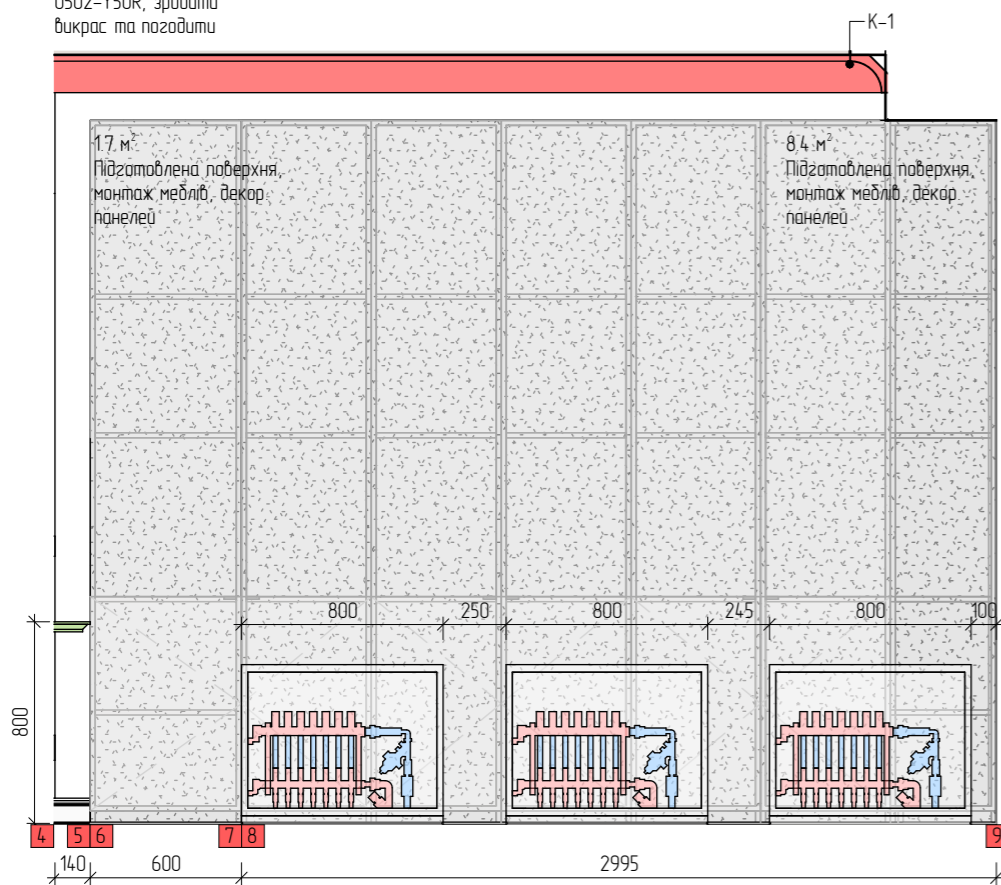 викрас та погодити
К-1
1.7 м²
Підготовлена поверхня,
монтаж меблів, декор.
панелей
8.4 м²
Підготовлена поверхня,
монтаж меблів, декор.
панелей
800 250 800 245 800 100
800
4 5 6 7 8 9
140 600 2995